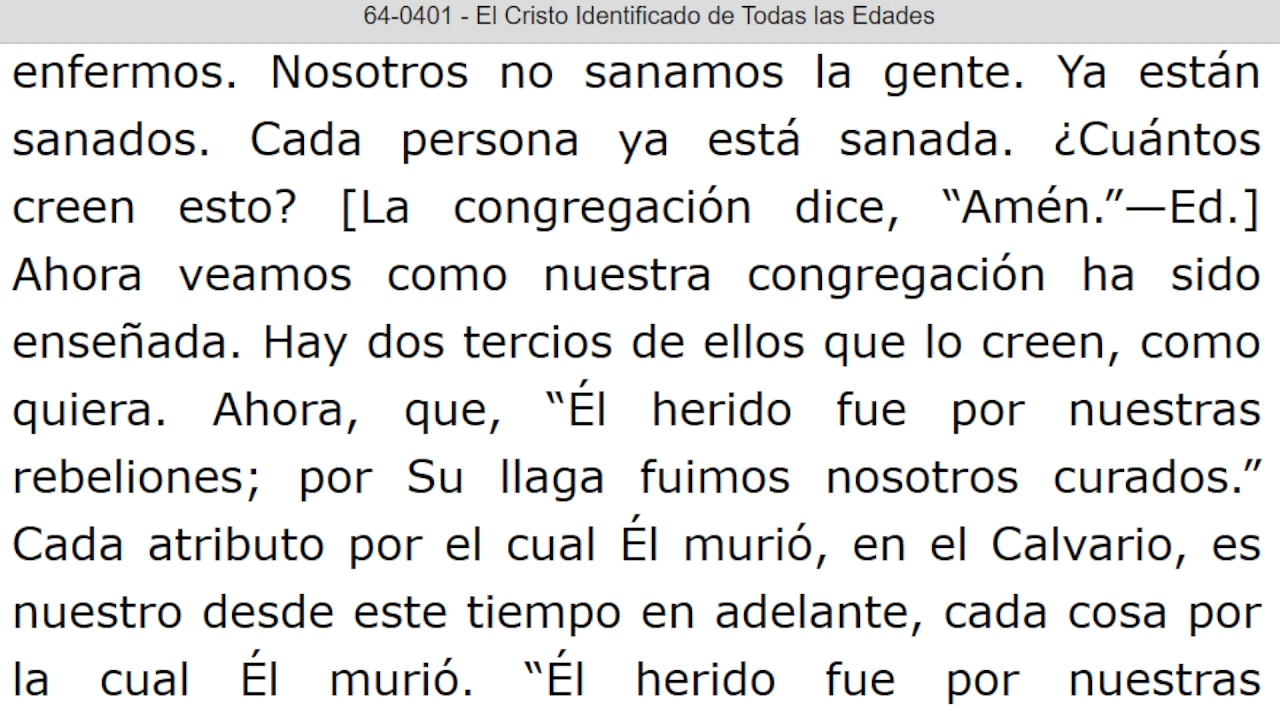 64-0401 - El Cristo Identificado de Todas las Edades
enfermos. Nosotros no sanamos la gente. Ya están
sanados. Cada persona ya está sanada. ¿Cuántos
creen esto? [La congregación dice, “Amén.”—Ed.]
Ahora veamos como nuestra congregación ha sido
enseñada. Hay dos tercios de ellos que lo creen, como
quiera. Ahora, que, “Él herido fue por nuestras
rebeliones; por Su llaga fuimos nosotros curados.”
Cada atributo por el cual Él murió, en el Calvario, es
nuestro desde este tiempo en adelante, cada cosa por
la cual Él murió. “Él herido fue por nuestras